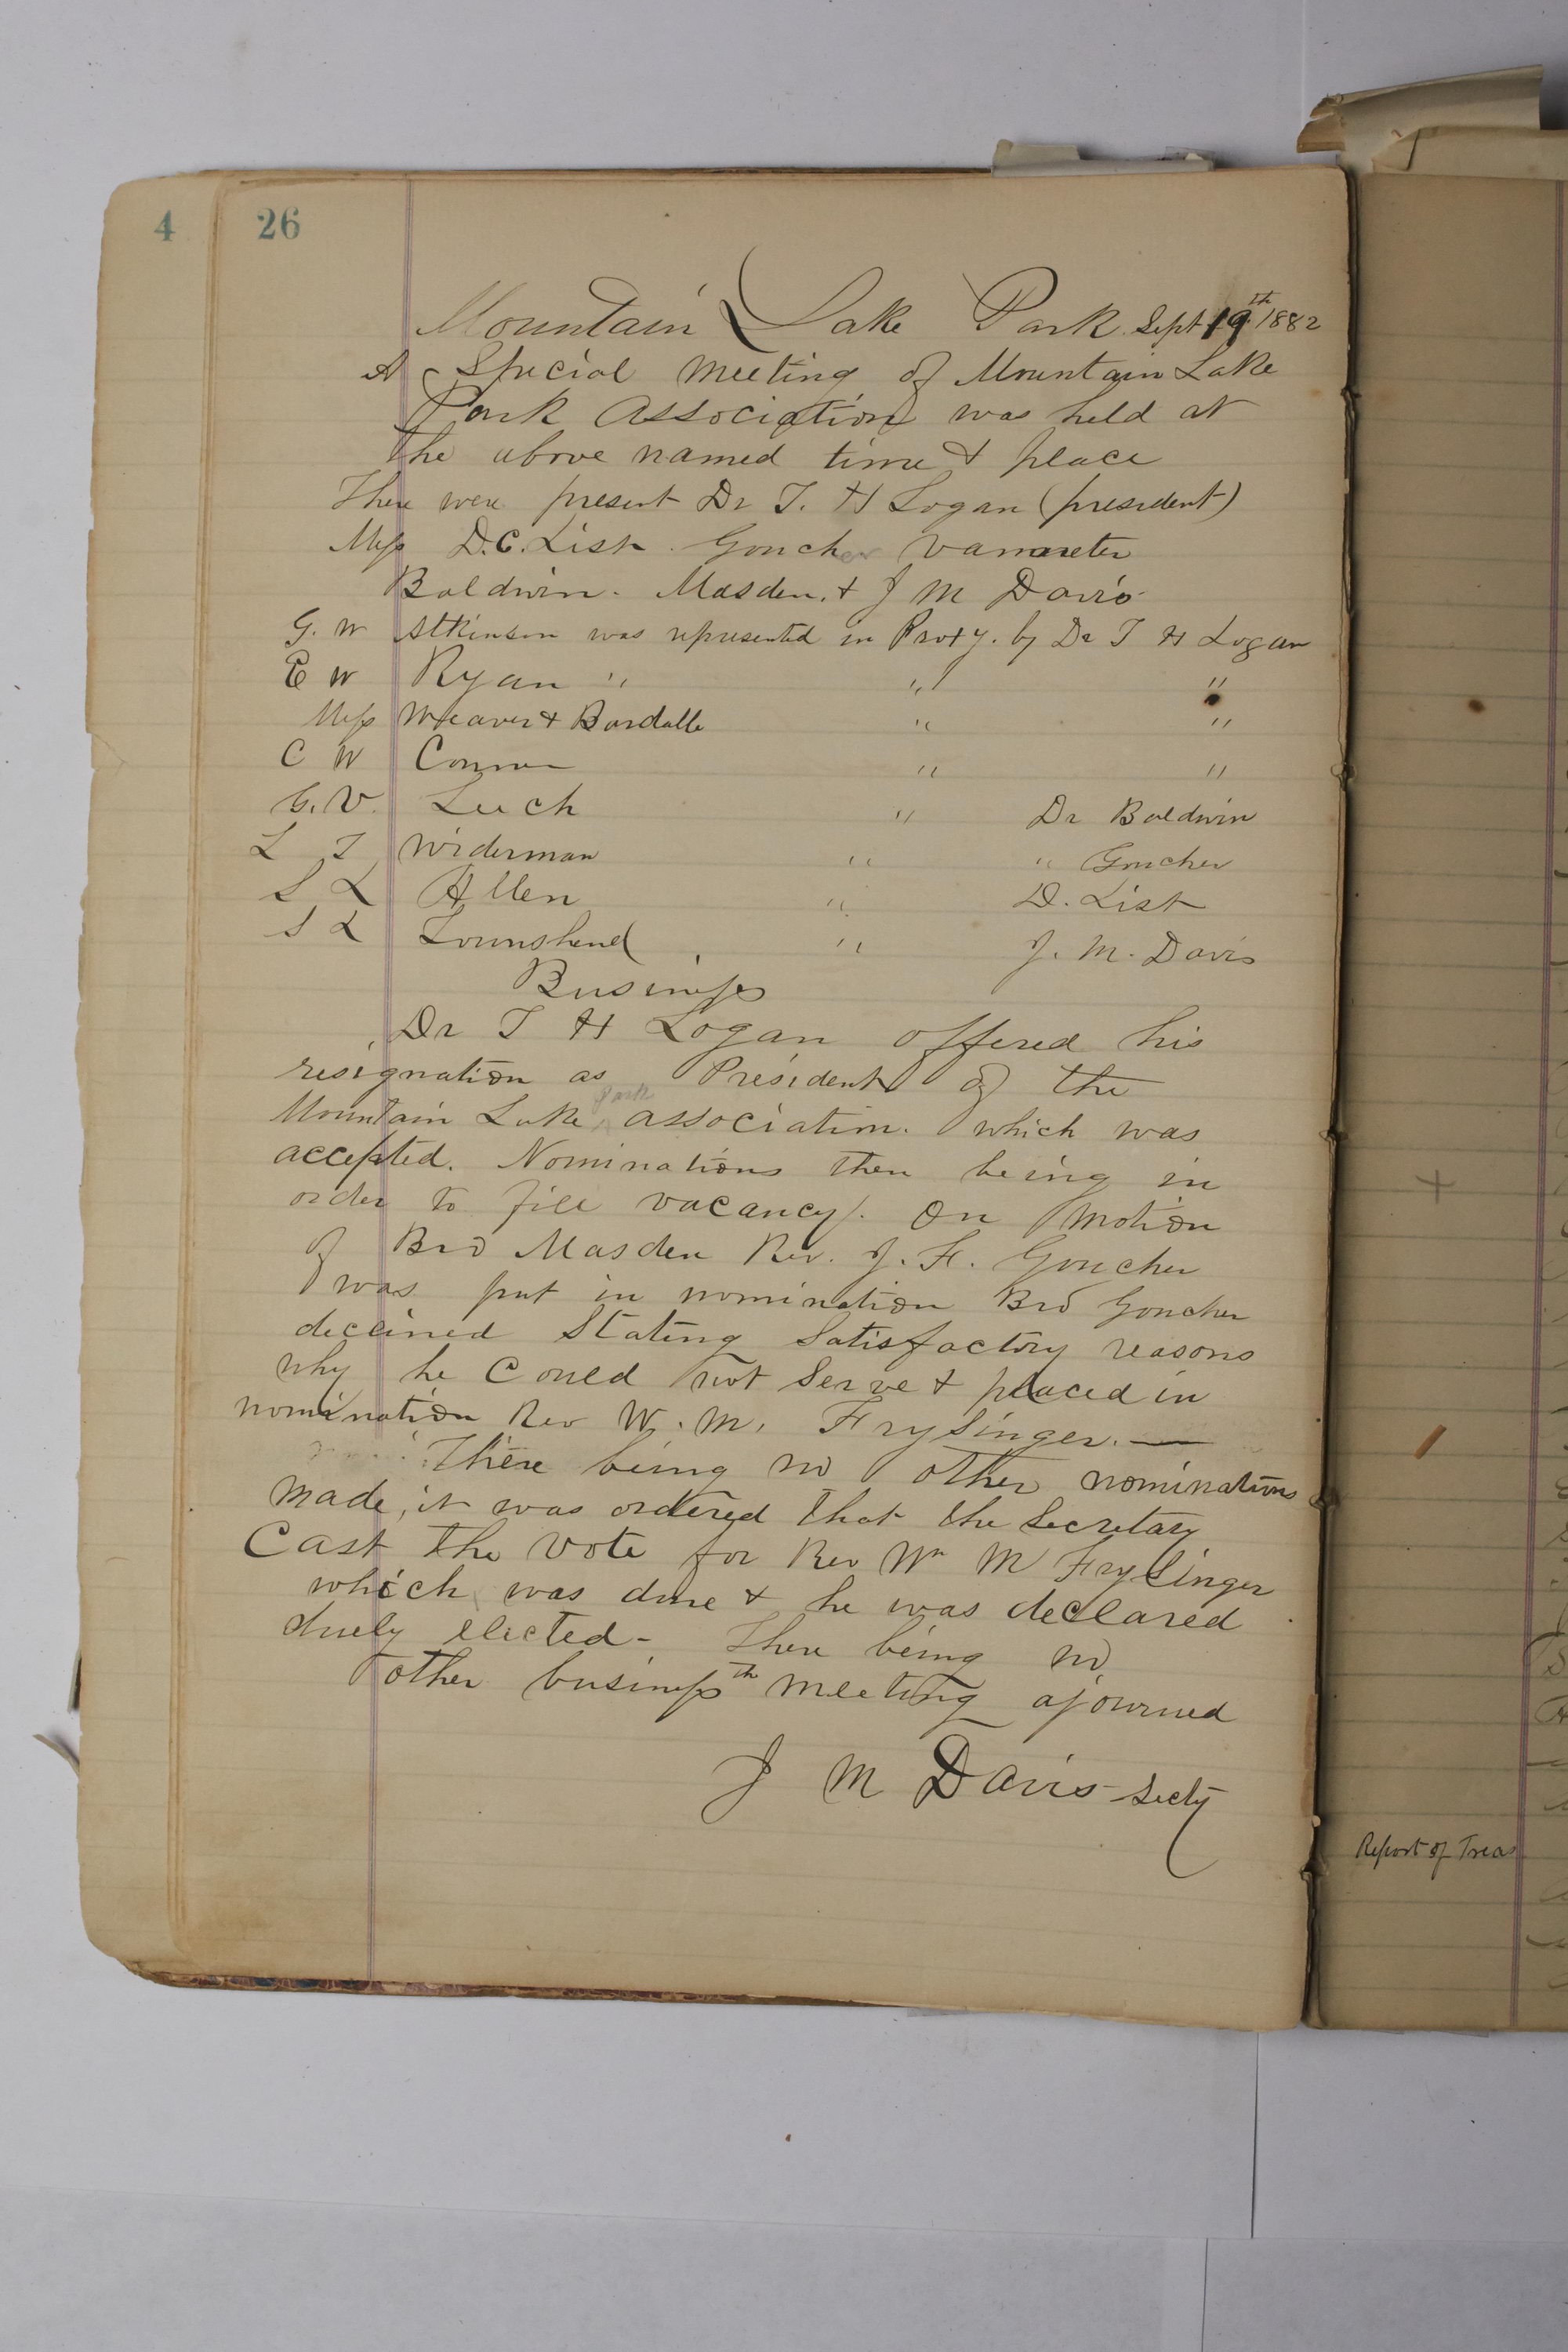 4
26
Mountain Lake Park Sept 19th 1882
A Special Meeting of Mountain Lake
Park Association was held at
the above named time & place
There were present Dr T. H Logan (president)
Mess D.C. List. Goucher Vanmeter
Baldwin. Masden. & J M Davis
G. W Atkinson was represented in Proxy. by Dr T H Logan
E W Ryan " " "
Mess Weaver & Bardall " "
C W Conner " "
G. V. Leech " Dr Baldwin
L T Widerman " " Goucher
S L Allen " D. List
S L Townshend " J. M. Davis
Business
Dr T H Logan offered his
resignation as President of the
Mountain Lake Park association. which was
accepted. Nominations then being in
order to fill vacancy. On Motion
of Bro Masden Rev. J. F. Goucher
was put in nomination Bro Goucher
declined Stating Satisfactory reasons
why he Could not Serve & placed in
nomination Rev W. M. Frysinger. —
There being no other nominations
made, it was ordered that the Secretary
Cast the vote for Rev Wm M Frysinger
which was done & he was declared
duely elected - There being no
other business th meeting ajourned
J M Davis Secty
Report of Treas